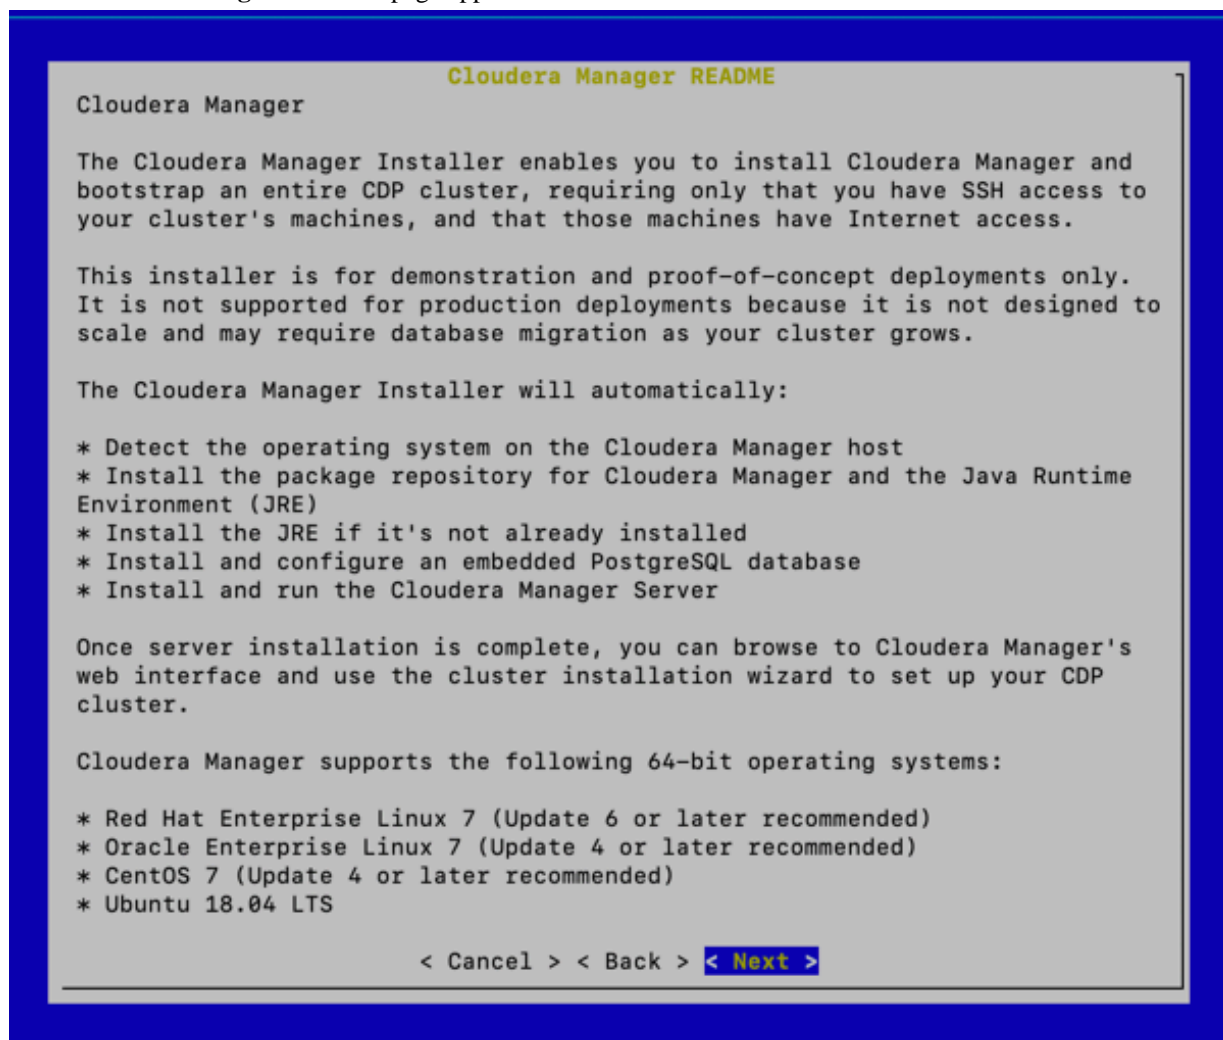 Cloudera Manager README
Cloudera Manager
The Cloudera Manager Installer enables you to install Cloudera Manager and
bootstrap an entire CDP cluster, requiring only that you have SSH access to
your cluster's machines, and that those machines have Internet access.
This installer is for demonstration and proof-of-concept deployments only.
It is not supported for production deployments because it is not designed to
scale and may require database migration as your cluster grows.
The Cloudera Manager Installer will automatically:
* Detect the operating system on the Cloudera Manager host
* Install the package repository for Cloudera Manager and the Java Runtime
Environment (JRE)
* Install the JRE if it's not already installed
* Install and configure an embedded PostgreSQL database
* Install and run the Cloudera Manager Server
Once server installation is complete, you can browse to Cloudera Manager's
web interface and use the cluster installation wizard to set up your CDP
cluster.
Cloudera Manager supports the following 64-bit operating systems:
* Red Hat Enterprise Linux 7 (Update 6 or later recommended)
* Oracle Enterprise Linux 7 (Update 4 or later recommended)
* CentOS 7 (Update 4 or later recommended)
* Ubuntu 18.04 LTS
< Cancel > < Back > < Next >